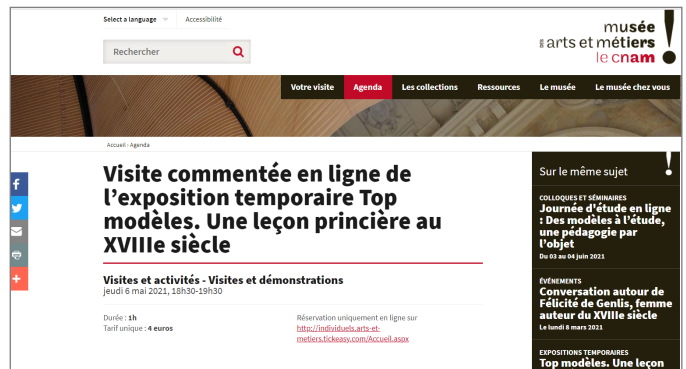 Select a language
Accessibilité
Rechercher
musée
des arts et métiers
le cnam
Votre visite
Agenda
Les collections
Ressources
Le musée
Le musée chez vous
Accueil › Agenda
Visite commentée en ligne de
l'exposition temporaire Top
modèles. Une leçon princière au
XVIIIe siècle
Visites et activités - Visites et démonstrations
jeudi 6 mai 2021, 18h30-19h30
Durée : 1h
Tarif unique : 4 euros
Réservation uniquement en ligne sur
http://individuels.arts-et-
metiers.tickeasy.com/Accueil.aspx
Sur le même sujet
COLLOQUES ET SÉMINAIRES
Journée d'étude en ligne
: Des modèles à l'étude,
une pédagogie par
l'objet
Du 03 au 04 juin 2021
ÉVÉNEMENTS
Conversation autour de
Félicité de Genlis, femme
auteur du XVIIIe siècle
Le lundi 8 mars 2021
EXPOSITIONS TEMPORAIRES
Top modèles. Une leçon